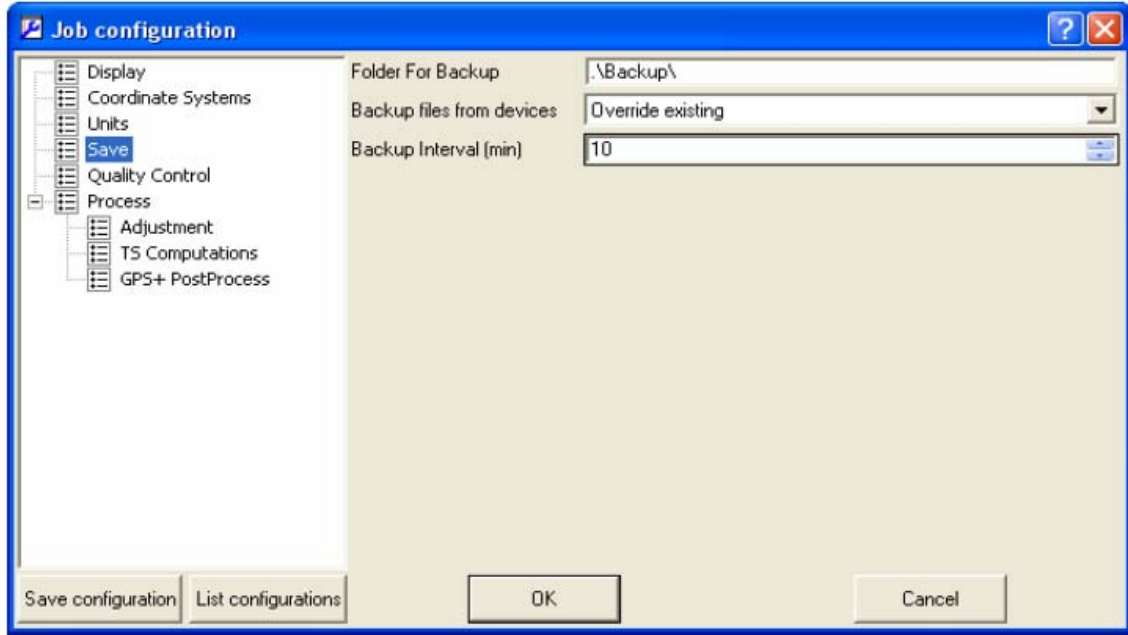 Job configuration
Display
Coordinate Systems
Units
Save
Quality Control
Process
Adjustment
TS Computations
GPS+ PostProcess
Folder For Backup .\Backup\
Backup files from devices Override existing
Backup Interval (min) 10
Save configuration List configurations OK Cancel